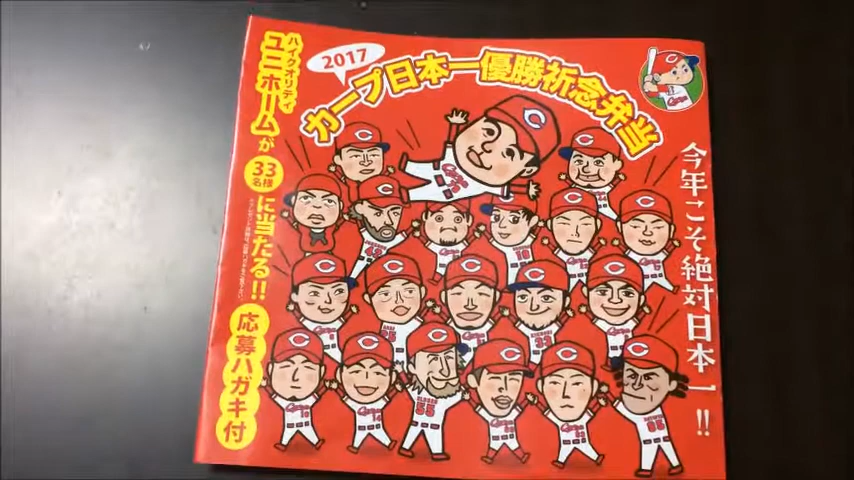 2017
カープ日本一優勝祈念弁当
ハイクオリティ
ユニホームが
33名様
に当たる!!
応募ハガキ付
今年こそ絶対日本一!!